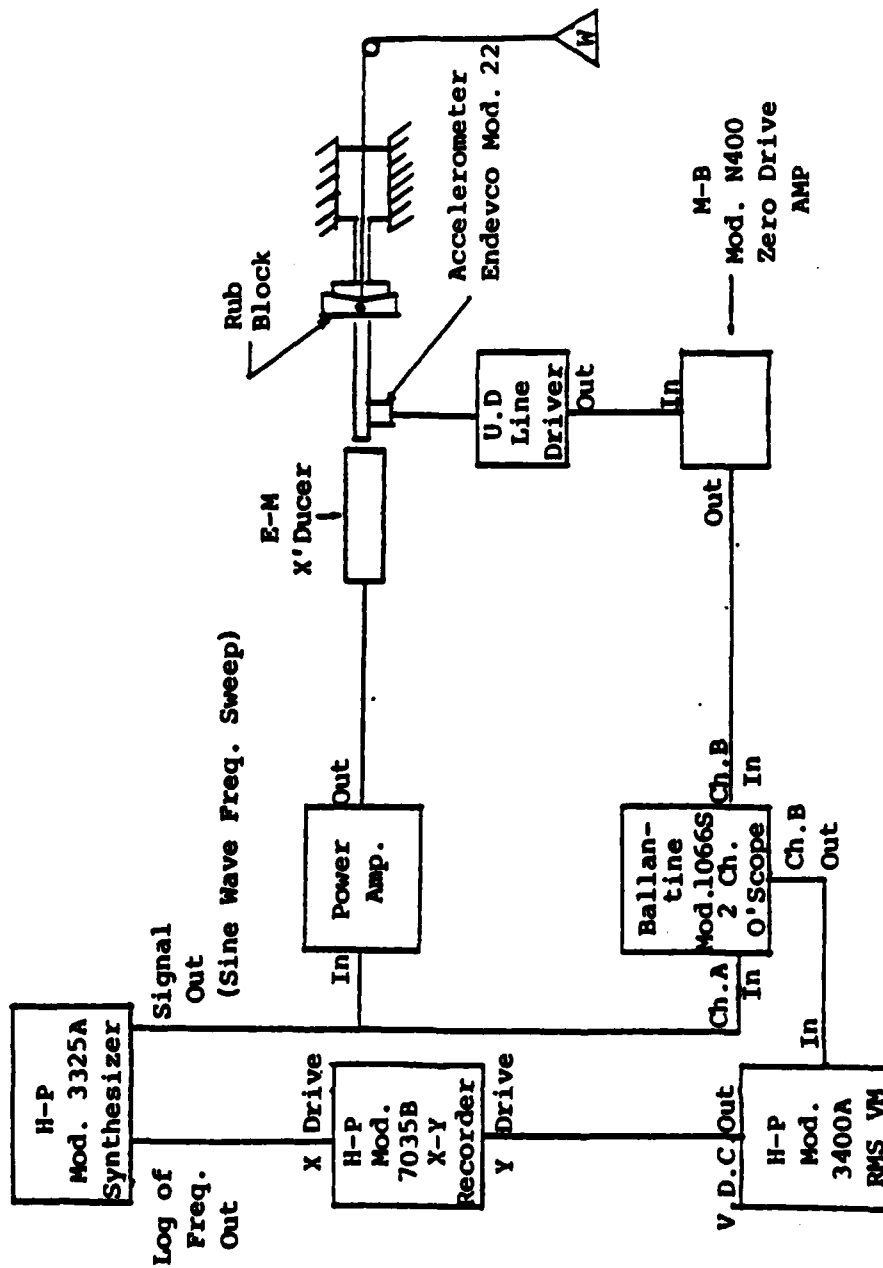 H-P
Mod. 3325A
Synthesizer
Log of
Freq.
Out
Signal
Out
(Sine Wave Freq. Sweep)
X Drive
H-P
Mod.
7035B
X-Y
Recorder
Y Drive
V D.C Out
H-P
Mod.
3400A
RMS VM
In
In
Power
Amp.
Out
Ch.A
In
Ballan-
tine
Mod.1066S
2 Ch.
O'Scope
Ch.B
In
Ch.B
Out
E-M
X'Ducer
Rub
Block
Accelerometer
Endevco Mod. 22
W
U.D
Line
Driver
Out
In
Out
M-B
Mod. N400
Zero Drive
AMP